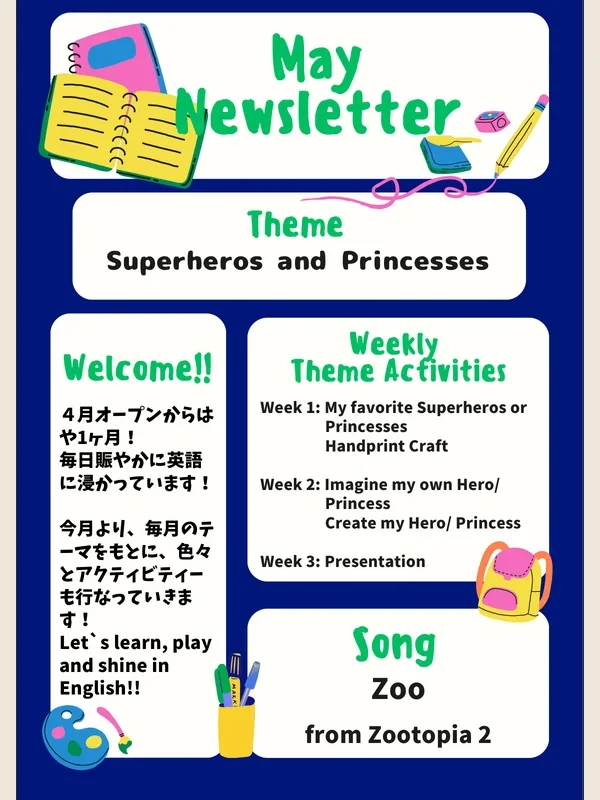 May
Newsletter
Theme
Superheros and Princesses
Welcome!!
４月オープンからは
や1ヶ月！
毎日賑やかに英語
に浸かっています！
今月より、毎月のテ
ーマをもとに、色々
とアクティビティー
も行なっていきま
す！
Let`s learn, play
and shine in
English!!
Weekly
Theme Activities
Week 1: My favorite Superheros or
Princesses
Handprint Craft
Week 2: Imagine my own Hero/
Princess
Create my Hero/ Princess
Week 3: Presentation
Song
Zoo
from Zootopia 2